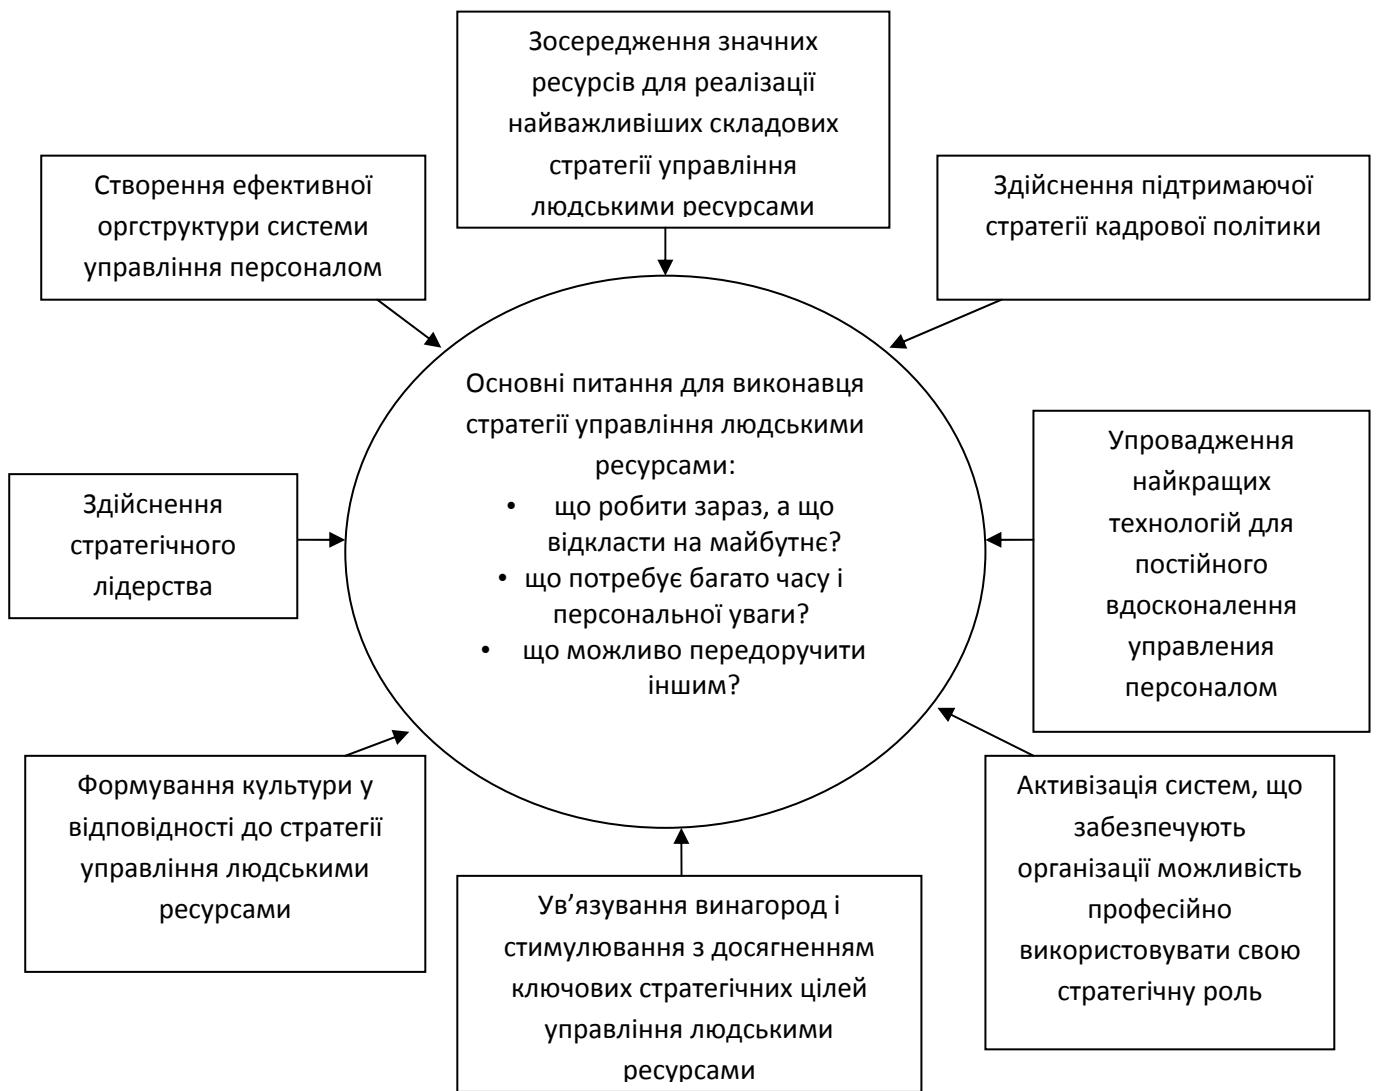 Зосередження значних
ресурсів для реалізації
найважливіших складових
стратегії управління
людськими ресурсами
Створення ефективної
оргструктури системи
управління персоналом
Здійснення підтримаючої
стратегії кадрової політики
Основні питання для виконавця
стратегії управління людськими
ресурсами:
• що робити зараз, а що
відкласти на майбутнє?
• що потребує багато часу і
персональної уваги?
• що можливо передоручити
іншим?
Упровадження
найкращих
технологій для
постійного
вдосконалення
управления
персоналом
Здійснення
стратегічного
лідерства
Формування культури у
відповідності до стратегії
управління людськими
ресурсами
Ув’язування винагород і
стимулювання з досягненням
ключових стратегічних цілей
управління людськими
ресурсами
Активізація систем, що
забезпечують
організації можливість
професійно
використовувати свою
стратегічну роль